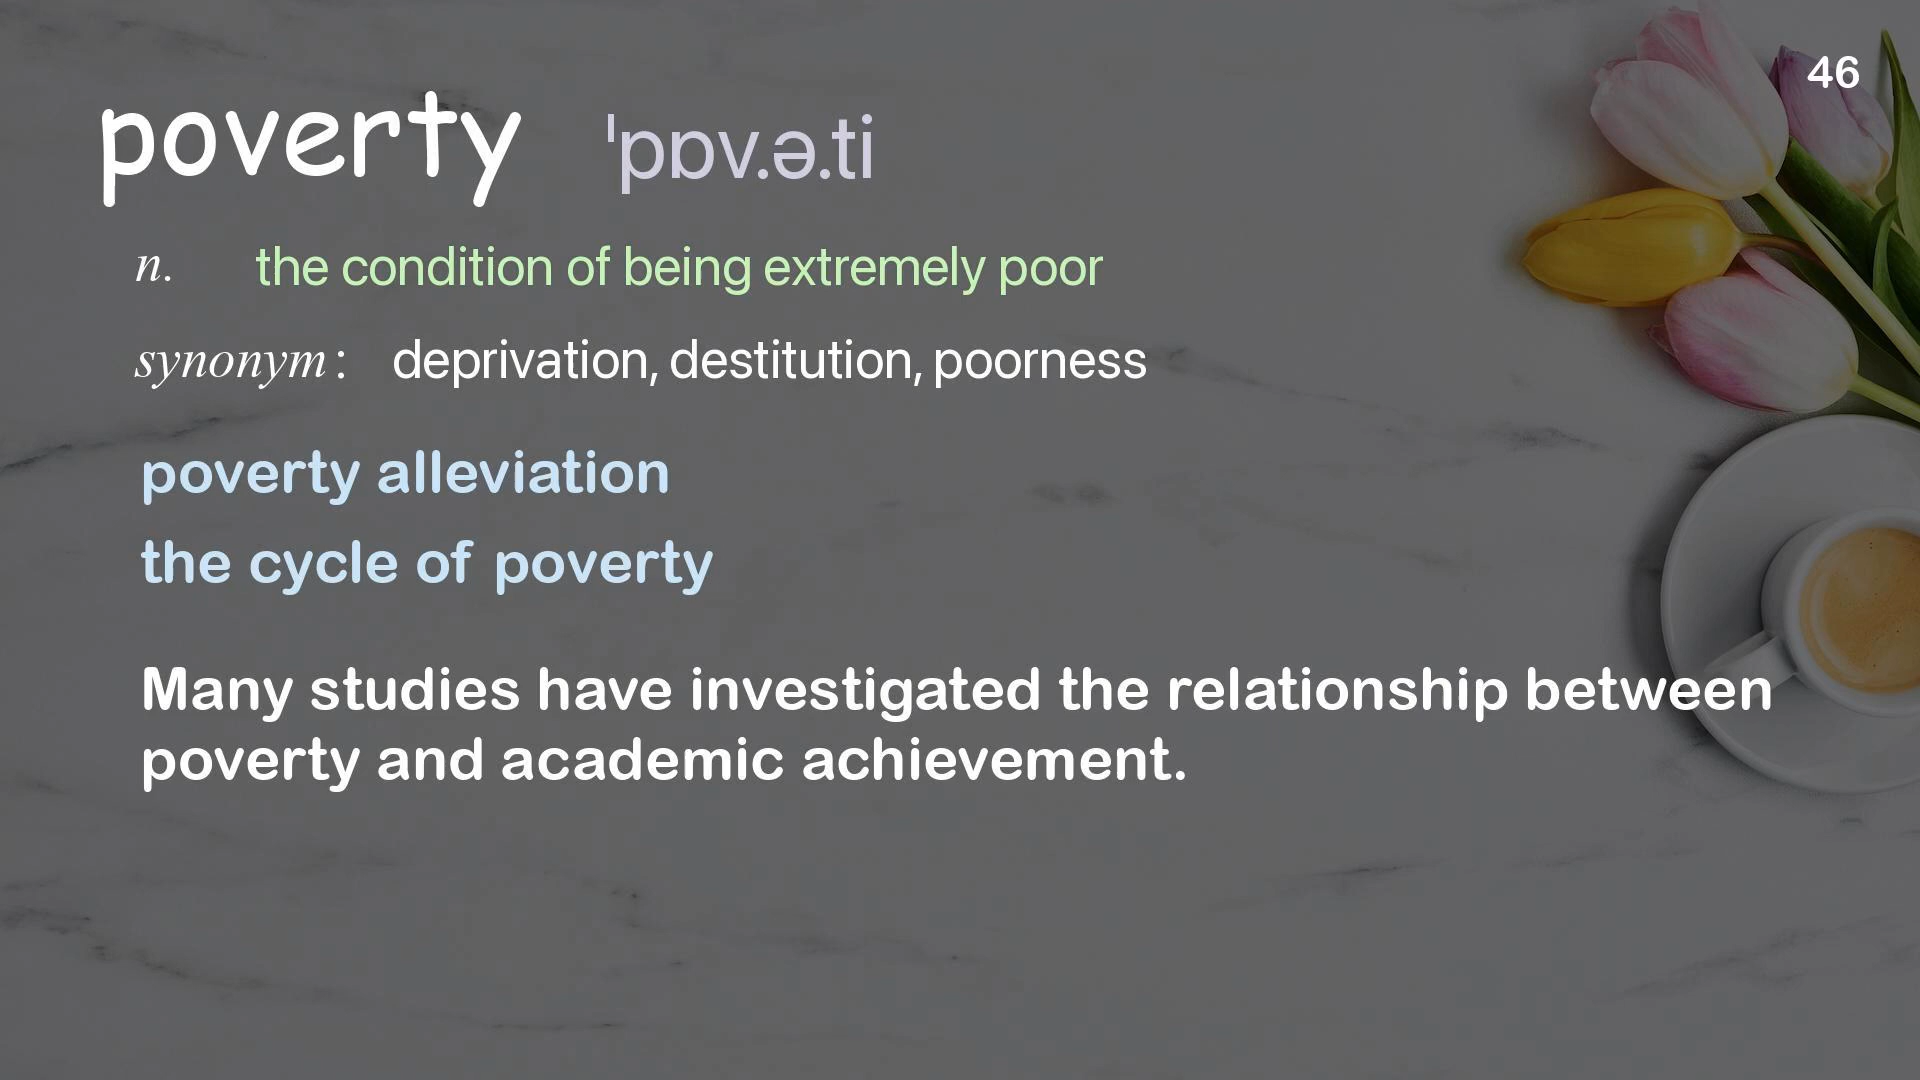 46
poverty ˈpɒv.ə.ti
n. the condition of being extremely poor
synonym: deprivation, destitution, poorness
poverty alleviation
the cycle of poverty
Many studies have investigated the relationship between
poverty and academic achievement.